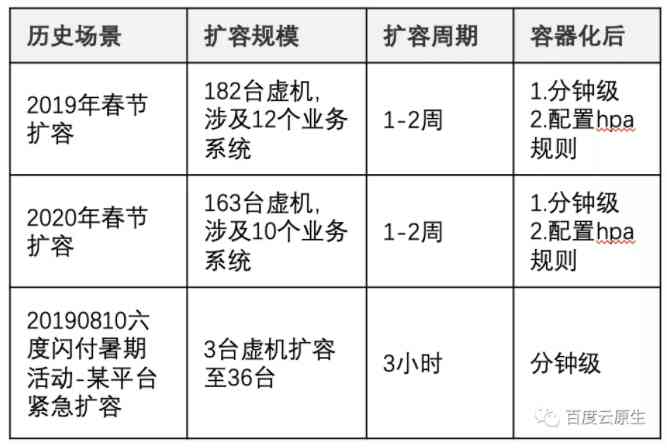 历史场景
扩容规模
扩容周期
容器化后
2019年春节
扩容
182台虚机,
涉及12个业务
系统
1-2周
1.分钟级
2.配置hpa
规则
2020年春节
扩容
163台虚机,
涉及10个业务
系统
1-2周
1.分钟级
2.配置hpa
规则
20190810六
度闪付暑期
活动-某平台
紧急扩容
3台虚机扩容
至36台
3小时
分钟级
百度云原生